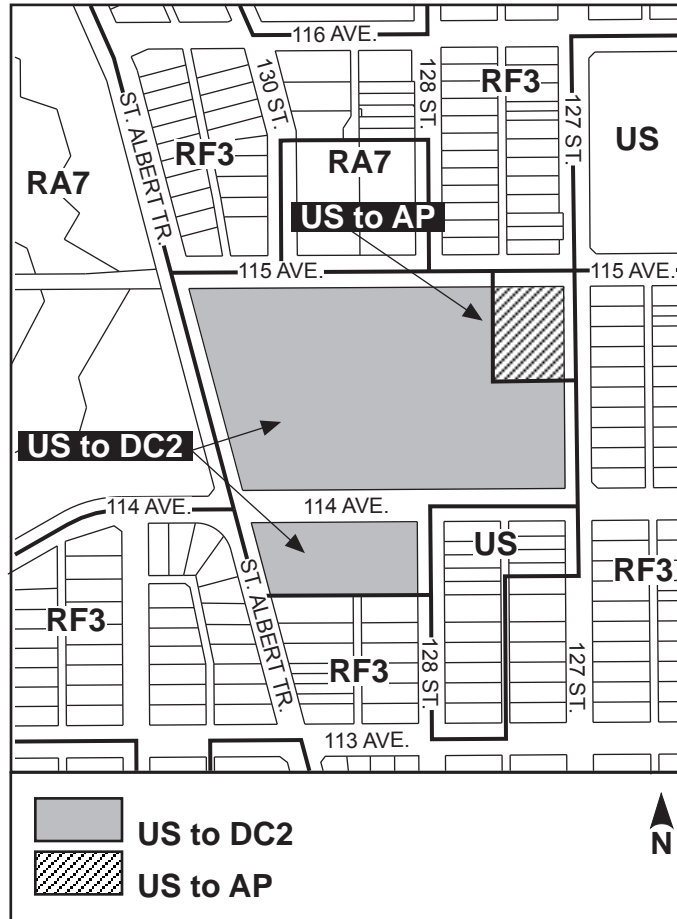 116 AVE.
ST. ALBERT TR.
130 ST.
128 ST.
RF3
127 ST.
US
RF3
RA7
RA7
US to AP
115 AVE.
115 AVE.
US to DC2
114 AVE.
114 AVE.
US
RF3
ST. ALBERT TR.
RF3
RF3
128 ST.
127 ST.
113 AVE.
US to DC2
US to AP
N